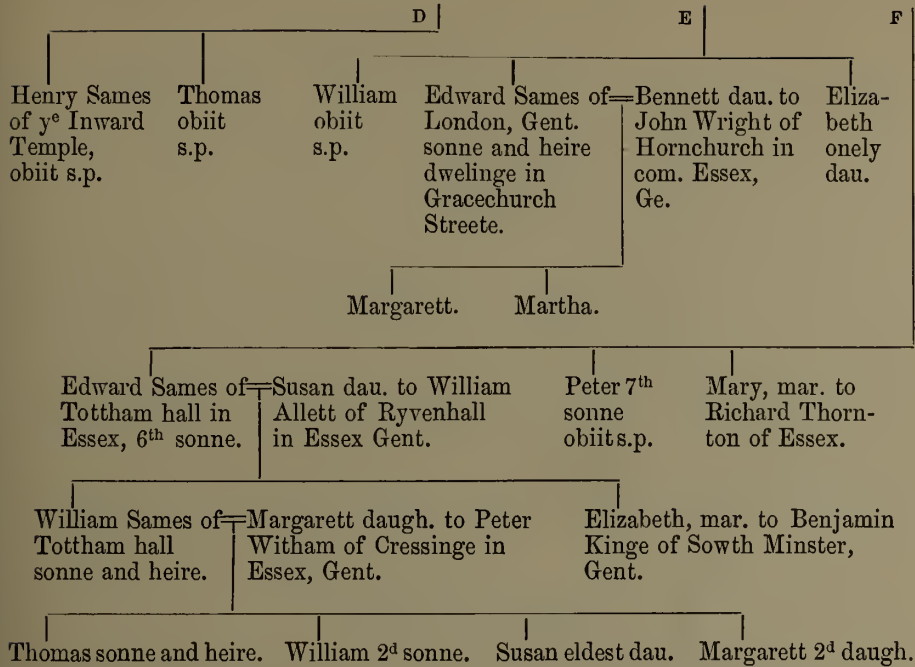 D E F
Henry Sames
of yᵉ Inward
Temple,
obiit s.p.
Thomas
obiit
s.p.
William
obiit
s.p.
Edward Sames of
London, Gent.
sonne and heire
dwelinge in
Gracechurch
Streete.
Bennett dau. to
John Wright of
Hornchurch in
com. Essex,
Ge.
Eliza-
beth
onely
dau.
Margarett. Martha.
Edward Sames of
Tottham hall in
Essex, 6ᵗʰ sonne.
Susan dau. to William
Allett of Ryvenhall
in Essex Gent.
Peter 7ᵗʰ
sonne
obiit s.p.
Mary, mar. to
Richard Thorn-
ton of Essex.
William Sames of
Tottham hall
sonne and heire.
Margarett daugh. to Peter
Witham of Cressinge in
Essex, Gent.
Elizabeth, mar. to Benjamin
Kinge of Sowth Minster,
Gent.
Thomas sonne and heire. William 2ᵈ sonne. Susan eldest dau. Margarett 2ᵈ daugh.